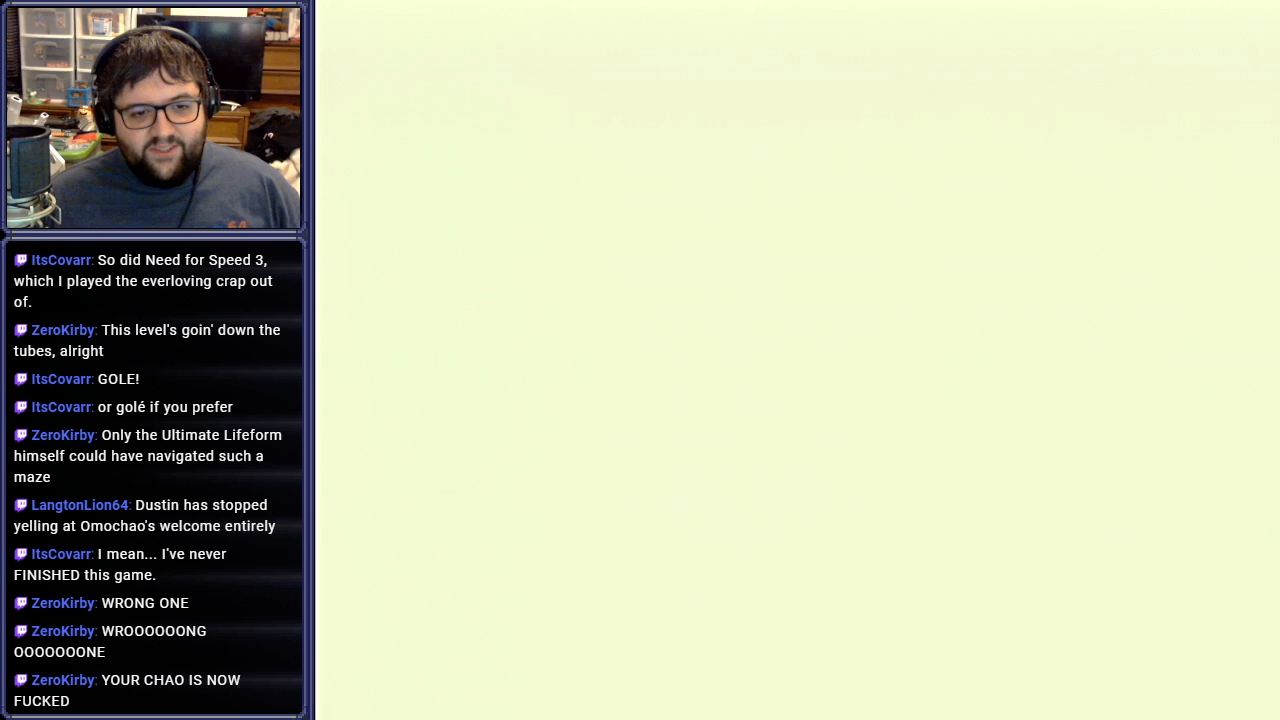 ItsCovarr: So did Need for Speed 3,
which I played the everloving crap out
of.
ZeroKirby: This level's goin' down the
tubes, alright
ItsCovarr: GOLE!
ItsCovarr: or golé if you prefer
ZeroKirby: Only the Ultimate Lifeform
himself could have navigated such a
maze
LangtonLion64: Dustin has stopped
yelling at Omochao's welcome entirely
ItsCovarr: I mean... I've never
FINISHED this game.
ZeroKirby: WRONG ONE
ZeroKirby: WROOOOOONG
OOOOOOONE
ZeroKirby: YOUR CHAO IS NOW
FUCKED